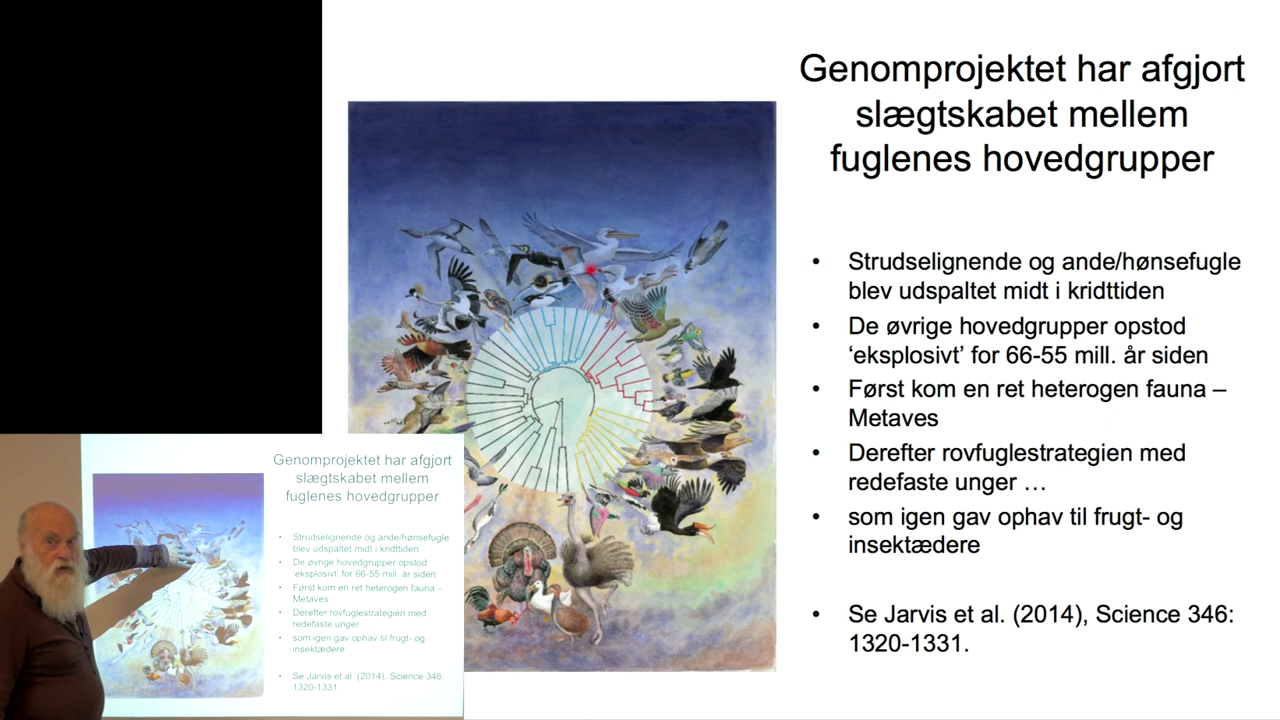 Genomprojektet har afgjort
slægtskabet mellem
fuglenes hovedgrupper
• Strudselignende og ande/hønsefugle
blev udspaltet midt i kridttiden
• De øvrige hovedgrupper opstod
‘eksplosivt’ for 66-55 mill. år siden
• Først kom en ret heterogen fauna –
Metaves
• Derefter rovfuglestrategien med
redefaste unger …
• som igen gav ophav til frugt- og
insektædere
• Se Jarvis et al. (2014), Science 346:
1320-1331.
Genomprojektet har afgjort
slægtskabet mellem
fuglenes hovedgrupper
• Strudselignende og ande/hønsefugle
blev udspaltet midt i kridttiden
• De øvrige hovedgrupper opstod
‘eksplosivt’ for 66-55 mill. år siden
• Først kom en ret heterogen fauna –
Metaves
• Derefter rovfuglestrategien med
redefaste unger
• som igen gav ophav til frugt- og
insektædere
• Se Jarvis et al. (2014), Science 346:
1320-1331